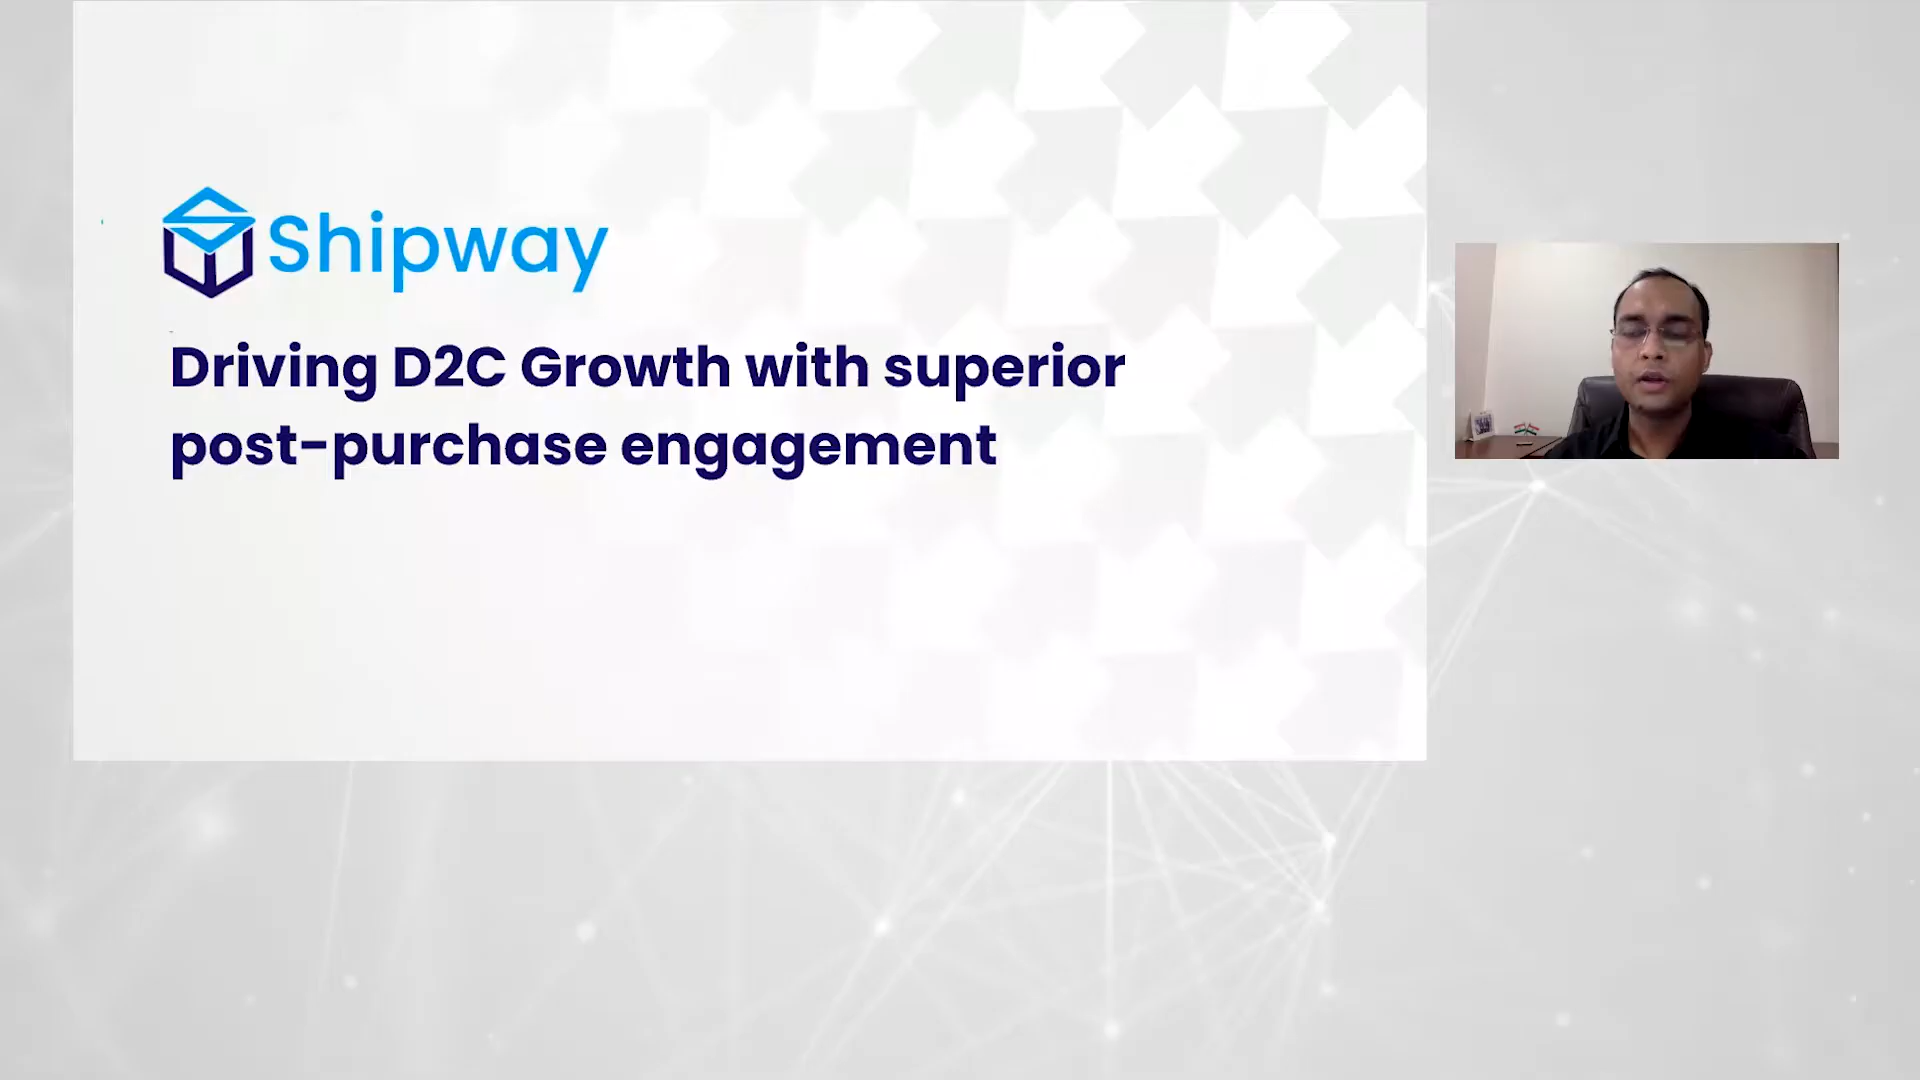 Shipway
Driving D2C Growth with superior
post-purchase engagement